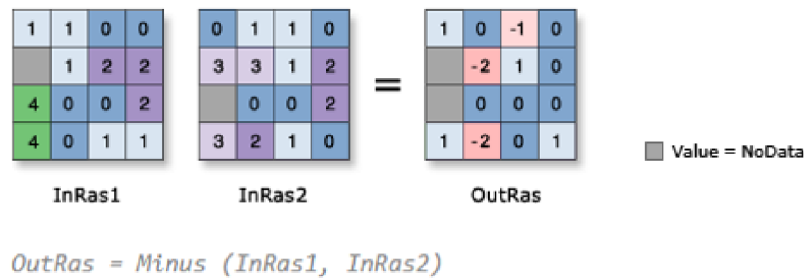 1 1 0 0 0 1 1 0 1 0 -1 0
1 2 2 3 3 1 2 = -2 1 0
4 0 0 2 0 0 2 0 0 0 Value = NoData
4 0 1 1 3 2 1 0 1 -2 0 1
InRas1 InRas2 OutRas
OutRas = Minus (InRas1, InRas2)